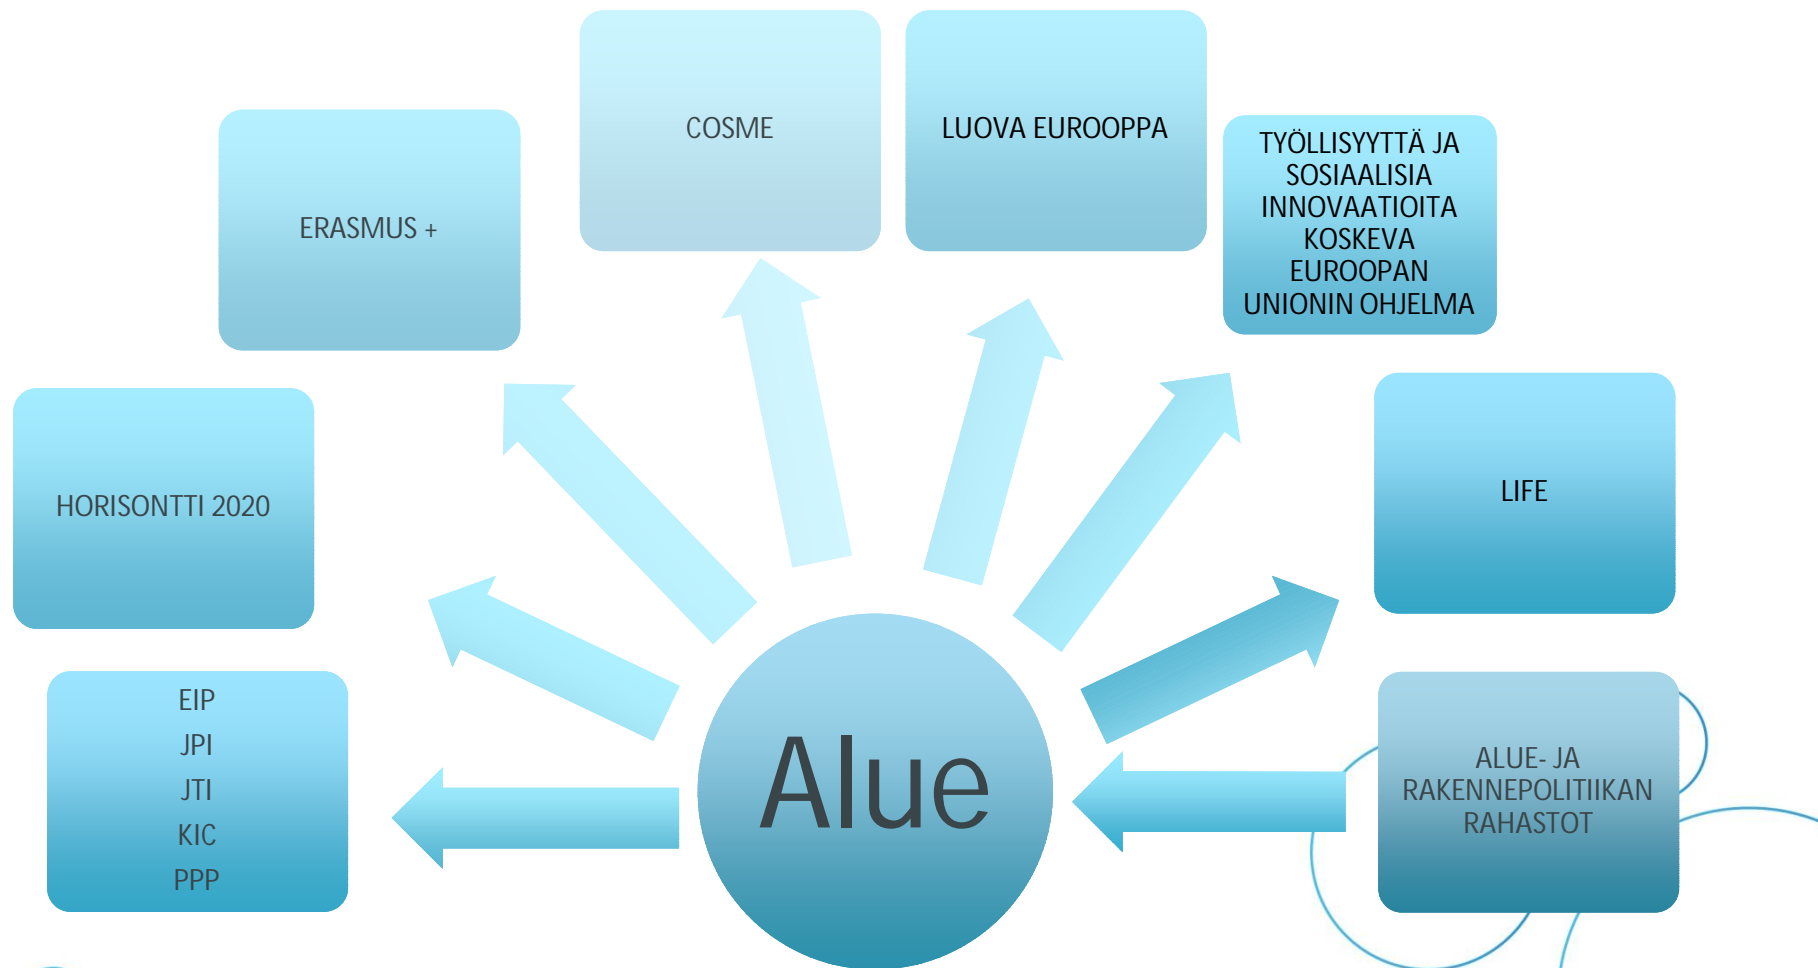 COSME
LUOVA EUROOPPA
TYÖLLISYYTTÄ JA
SOSIAALISIA
INNOVAATIOITA
KOSKEVA
EUROOPAN
UNIONIN OHJELMA
ERASMUS +
HORISONTTI 2020
LIFE
EIP
JPI
JTI
KIC
PPP
Alue
ALUE- JA
RAKENNEPOLITIIKAN
RAHASTOT